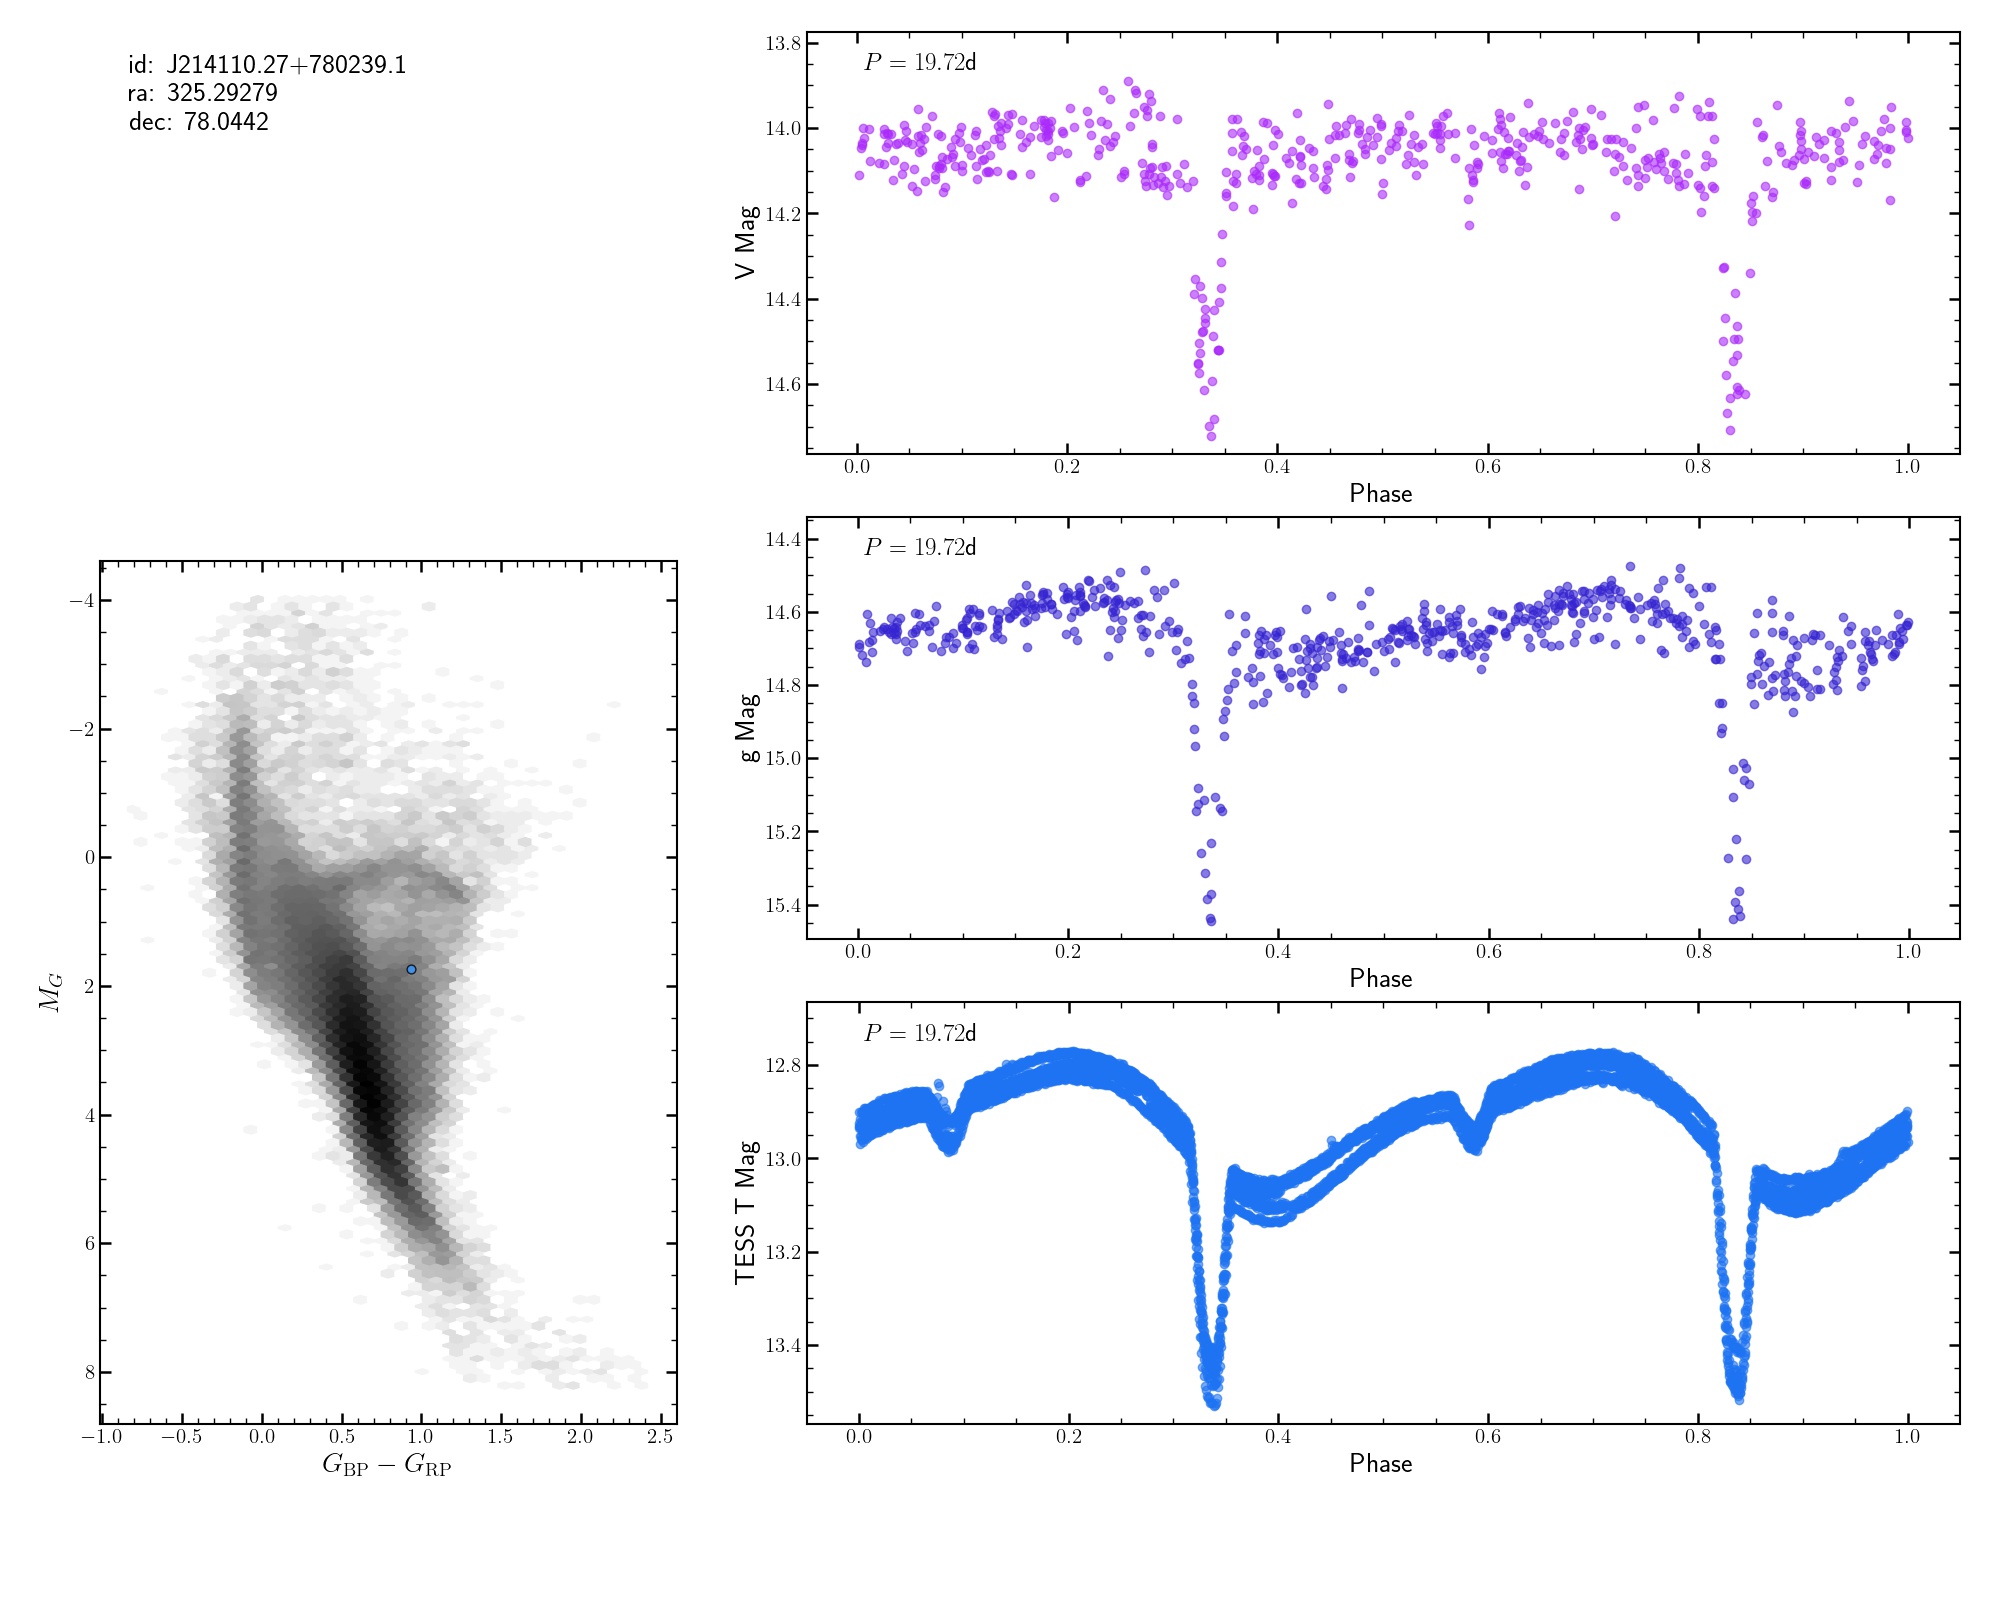 id: J214110.27+780239.1
ra: 325.29279
dec: 78.0442
P = 19.72d
13.8
14.0
14.2
14.4
14.6
V Mag
0.0 0.2 0.4 0.6 0.8 1.0
Phase
P = 19.72d
14.4
14.6
14.8
15.0
15.2
15.4
g Mag
0.0 0.2 0.4 0.6 0.8 1.0
Phase
P = 19.72d
12.8
13.0
13.2
13.4
TESS T Mag
0.0 0.2 0.4 0.6 0.8 1.0
Phase
−4
−2
0
2
4
6
8
M_G
−1.0 −0.5 0.0 0.5 1.0 1.5 2.0 2.5
G_BP − G_RP